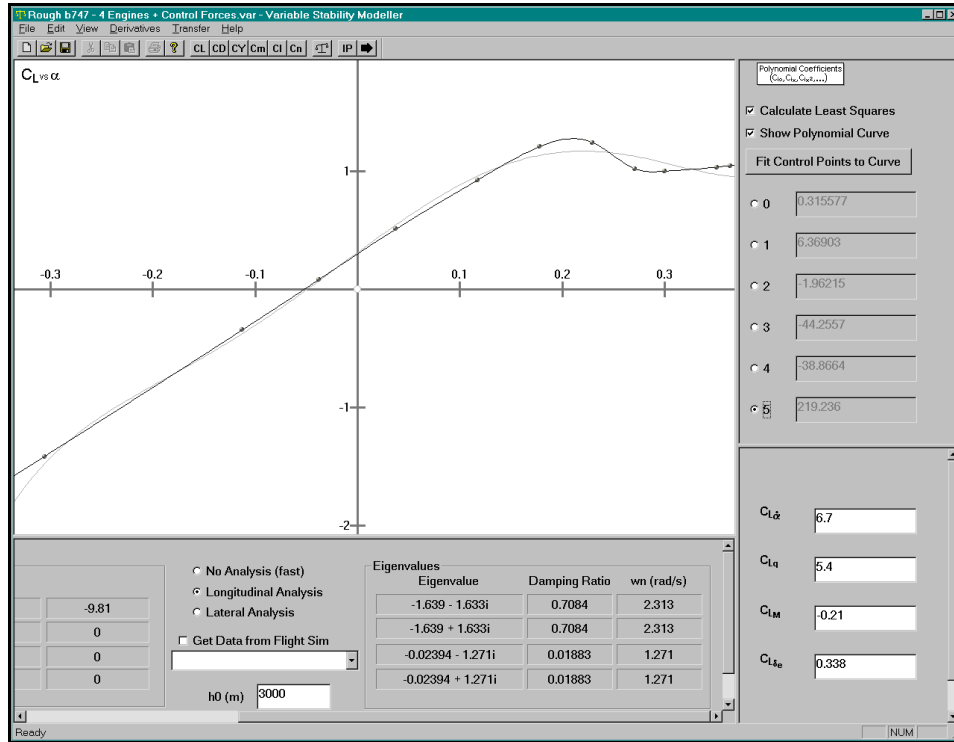 Rough b747 - 4 Engines + Control Forces.var - Variable Stability Modeller
File Edit View Derivatives Transfer Help
CL CD CY Cm Cl Cn IP
CL vs α
Polynomial Coefficients
Calculate Least Squares
Show Polynomial Curve
Fit Control Points to Curve
0 0.315577
1 6.36903
2 -1.96215
3 -44.2557
4 -38.8664
5 219.236
1
-0.3 -0.2 -0.1 0.1 0.2 0.3
-1
-2
CLα̇ 6.7
CLq 5.4
CLM -0.21
CLδe 0.338
-9.81
0
0
0
No Analysis (fast)
Longitudinal Analysis
Lateral Analysis
Get Data from Flight Sim
h0 (m) 3000
Eigenvalues
Eigenvalue Damping Ratio wn (rad/s)
-1.639 - 1.633i 0.7084 2.313
-1.639 + 1.633i 0.7084 2.313
-0.02394 - 1.271i 0.01883 1.271
-0.02394 + 1.271i 0.01883 1.271
Ready NUM